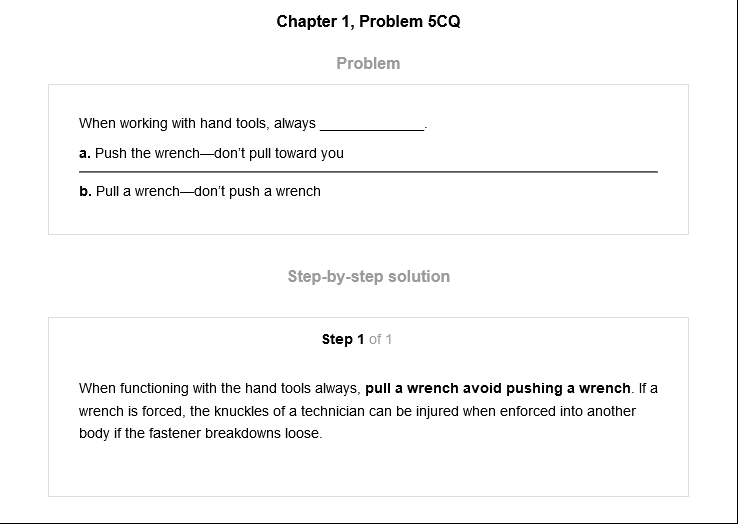 Chapter 1, Problem 5CQ
Problem
When working with hand tools, always ______________.
a. Push the wrench—don’t pull toward you
b. Pull a wrench—don’t push a wrench
Step-by-step solution
Step 1 of 1
When functioning with the hand tools always, pull a wrench avoid pushing a wrench. If a
wrench is forced, the knuckles of a technician can be injured when enforced into another
body if the fastener breakdowns loose.